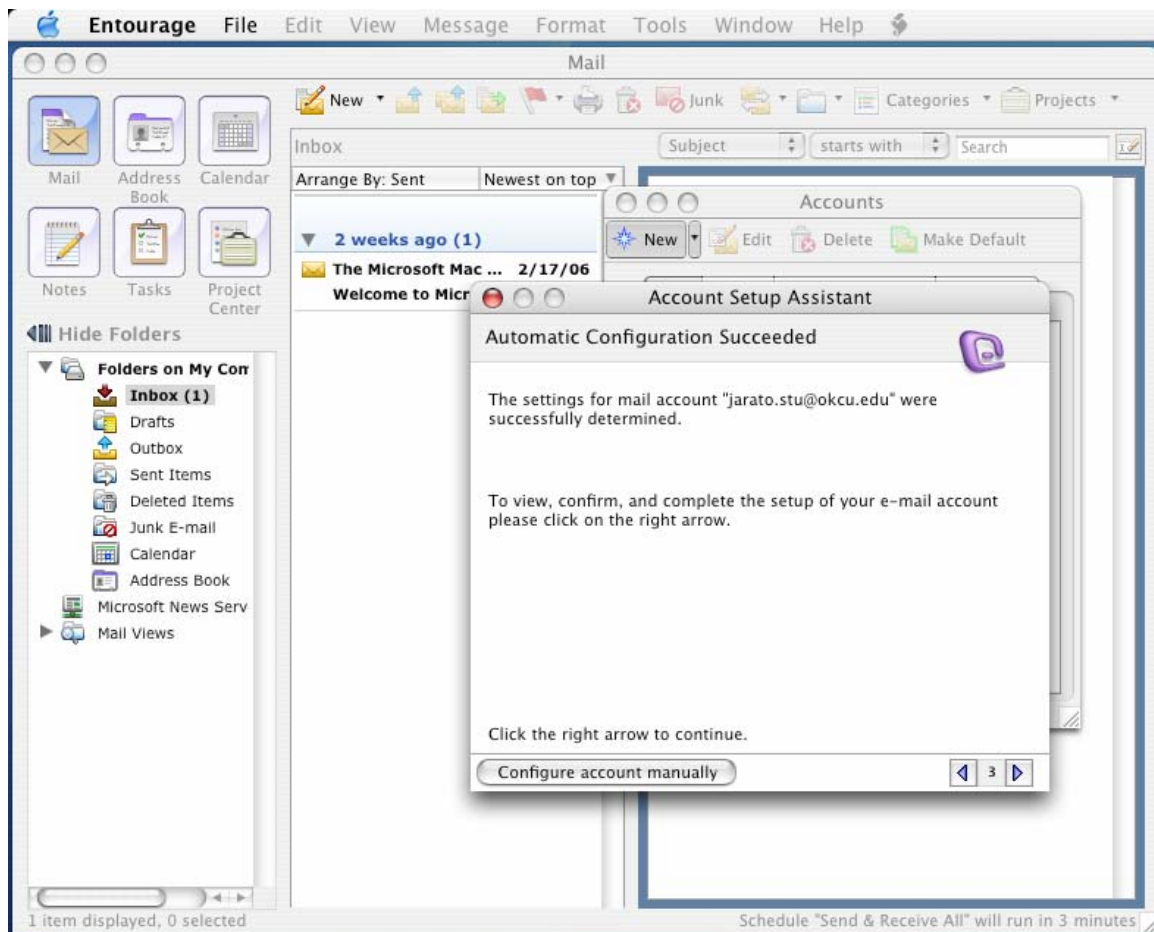 Entourage File Edit View Message Format Tools Window Help
Mail
New Junk Categories Projects
Mail Address Book Calendar
Notes Tasks Project Center
Inbox Subject starts with Search
Arrange By: Sent Newest on top
2 weeks ago (1)
The Microsoft Mac ... 2/17/06
Welcome to Micr
Hide Folders
Folders on My Com
Inbox (1)
Drafts
Outbox
Sent Items
Deleted Items
Junk E-mail
Calendar
Address Book
Microsoft News Serv
Mail Views
Accounts
New Edit Delete Make Default
Account Setup Assistant
Automatic Configuration Succeeded
The settings for mail account "jarato.stu@okcu.edu" were
successfully determined.
To view, confirm, and complete the setup of your e-mail account
please click on the right arrow.
Click the right arrow to continue.
Configure account manually 3
1 item displayed, 0 selected
Schedule "Send & Receive All" will run in 3 minutes